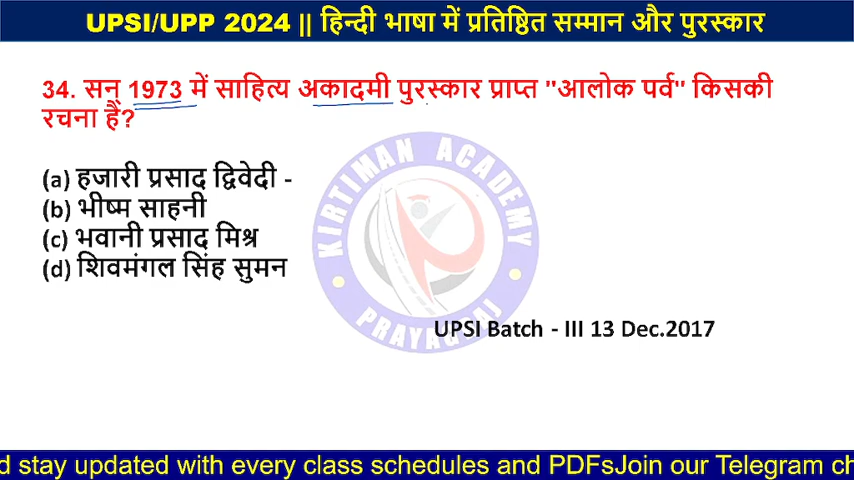 UPSI/UPP 2024 || हिन्दी भाषा में प्रतिष्ठित सम्मान और पुरस्कार
34. सन् 1973 में साहित्य अकादमी पुरस्कार प्राप्त "आलोक पर्व" किसकी
रचना हैं?
(a) हजारी प्रसाद द्विवेदी -
(b) भीष्म साहनी
(c) भवानी प्रसाद मिश्र
(d) शिवमंगल सिंह सुमन
KIRTIMAN ACADEMY
PRAYAGRAJ
UPSI Batch - III 13 Dec.2017
d stay updated with every class schedules and PDFsJoin our Telegram ch